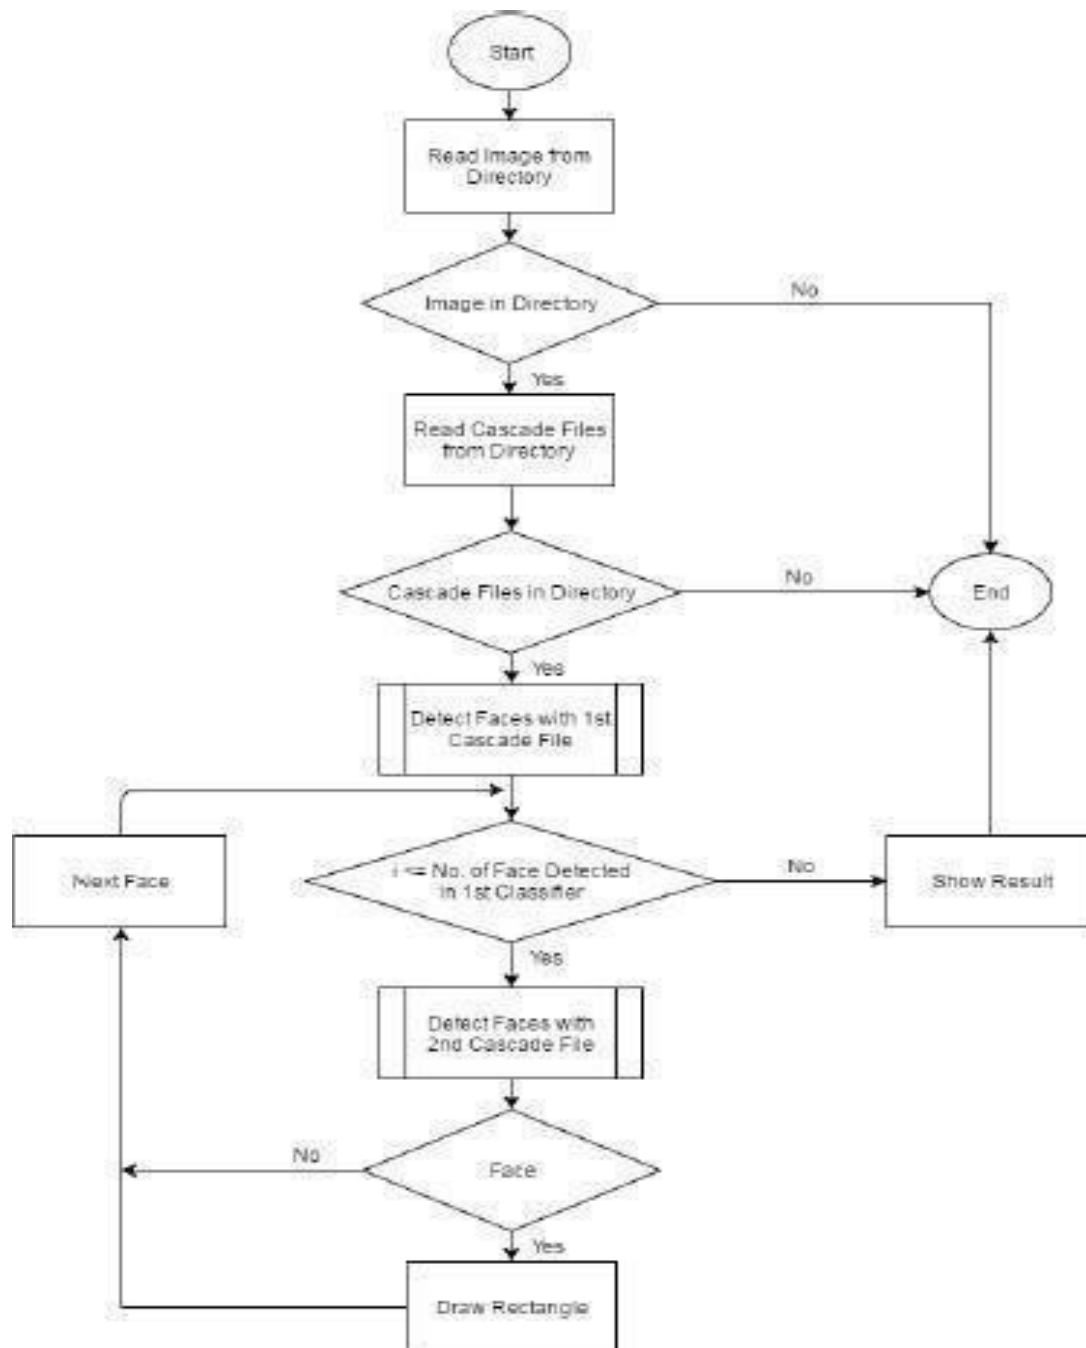 Start
Read Image from
Directory
Image in Directory
No
Yes
Read Cascade Files
from Directory
Cascade Files in Directory
No
End
Yes
Detect Faces with 1st
Cascade File
Next Face
i <= No. of Face Detected
in 1st Classifier
No
Show Result
Yes
Detect Faces with
2nd Cascade File
No
Face
Yes
Draw Rectangle